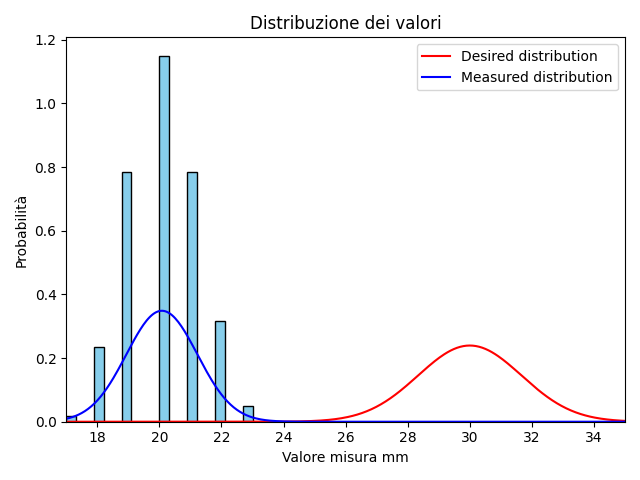 Distribuzione dei valori
Desired distribution
Measured distribution
Probabilità
1.2
1.0
0.8
0.6
0.4
0.2
0.0
18 20 22 24 26 28 30 32 34
Valore misura mm